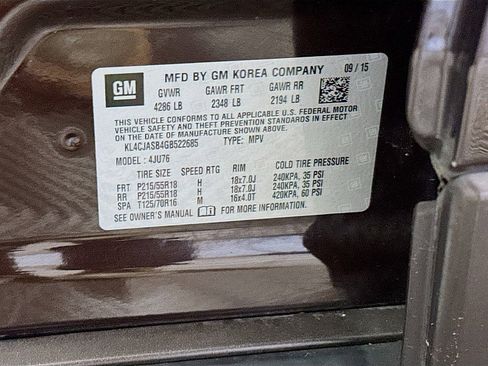 GM
MFD BY GM KOREA COMPANY 09 / 15
GVWR GAWR FRT GAWR RR
4286 LB 2348 LB 2194 LB
THIS VEHICLE CONFORMS TO ALL APPLICABLE U.S. FEDERAL MOTOR
VEHICLE SAFETY AND THEFT PREVENTION STANDARDS IN EFFECT
ON THE DATE OF MANUFACTURE SHOWN ABOVE.
KL4CJASB4GB522685 TYPE: MPV
MODEL: 4JU76
TIRE SIZE SPEED RTG RIM COLD TIRE PRESSURE
FRT P215/55R18 H 18x7.0J 240KPA, 35 PSI
RR P215/55R18 H 18x7.0J 240KPA, 35 PSI
SPA T125/70R16 M 16x4.0T 420KPA, 60 PSI
SEE OWNER'S MANUAL FOR MORE INFORMATION.